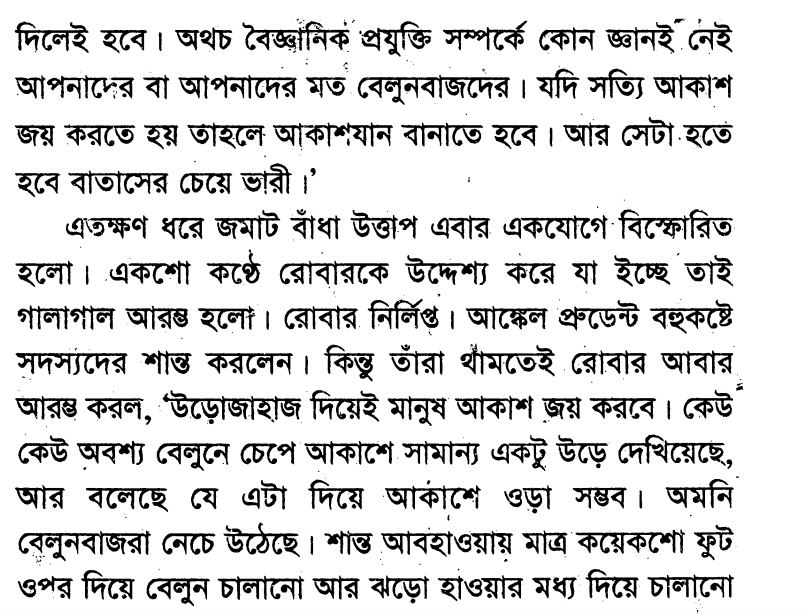 দিলেই হবে। অথচ বৈজ্ঞানিক প্রযুক্তি সম্পর্কে কোন জ্ঞানই নেই
আপনাদের বা আপনাদের মত বেলুনবাজদের। যদি সত্যি আকাশ
জয় করতে হয় তাহলে আকাশযান বানাতে হবে। আর সেটা হতে
হবে বাতাসের চেয়ে ভারী।’
এতক্ষণ ধরে জমাট বাঁধা উত্তাপ এবার একযোগে বিস্ফোরিত
হলো। একশো কণ্ঠে রোবারকে উদ্দেশ্য করে যা ইচ্ছে তাই
গালাগাল আরম্ভ হলো। রোবার নির্লিপ্ত। আঙ্কেল প্রুডেন্ট বহুকষ্টে
সদস্যদের শান্ত করলেন। কিন্তু তাঁরা থামতেই রোবার আবার
আরম্ভ করল, ‘উড়োজাহাজ দিয়েই মানুষ আকাশ জয় করবে। কেউ
কেউ অবশ্য বেলুনে চেপে আকাশে সামান্য একটু উড়ে দেখিয়েছে,
আর বলেছে যে এটা দিয়ে আকাশে ওড়া সম্ভব। অমনি
বেলুনবাজরা নেচে উঠেছে। শান্ত আবহাওয়ায় মাত্র কয়েকশো ফুট
ওপর দিয়ে বেলুন চালানো আর ঝড়ো হাওয়ার মধ্য দিয়ে চালানো